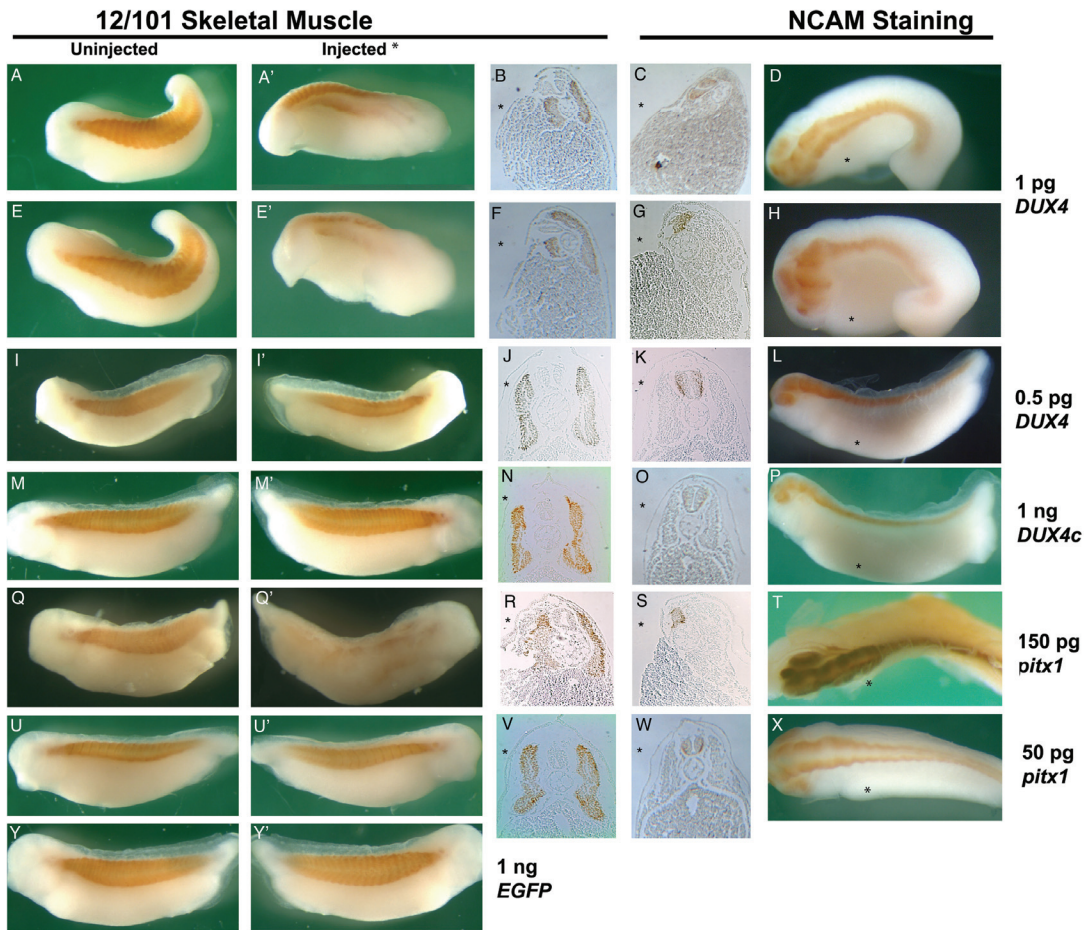 12/101 Skeletal Muscle
NCAM Staining
Uninjected
Injected *
A
A'
B
*
C
*
D
*
1 pg
DUX4
E
E'
F
*
G
*
H
*
I
I'
J
*
K
*
L
*
0.5 pg
DUX4
M
M'
N
*
O
*
P
*
1 ng
DUX4c
Q
Q'
R
*
S
*
T
*
150 pg
pitx1
U
U'
V
*
W
*
X
*
50 pg
pitx1
Y
Y'
1 ng
EGFP